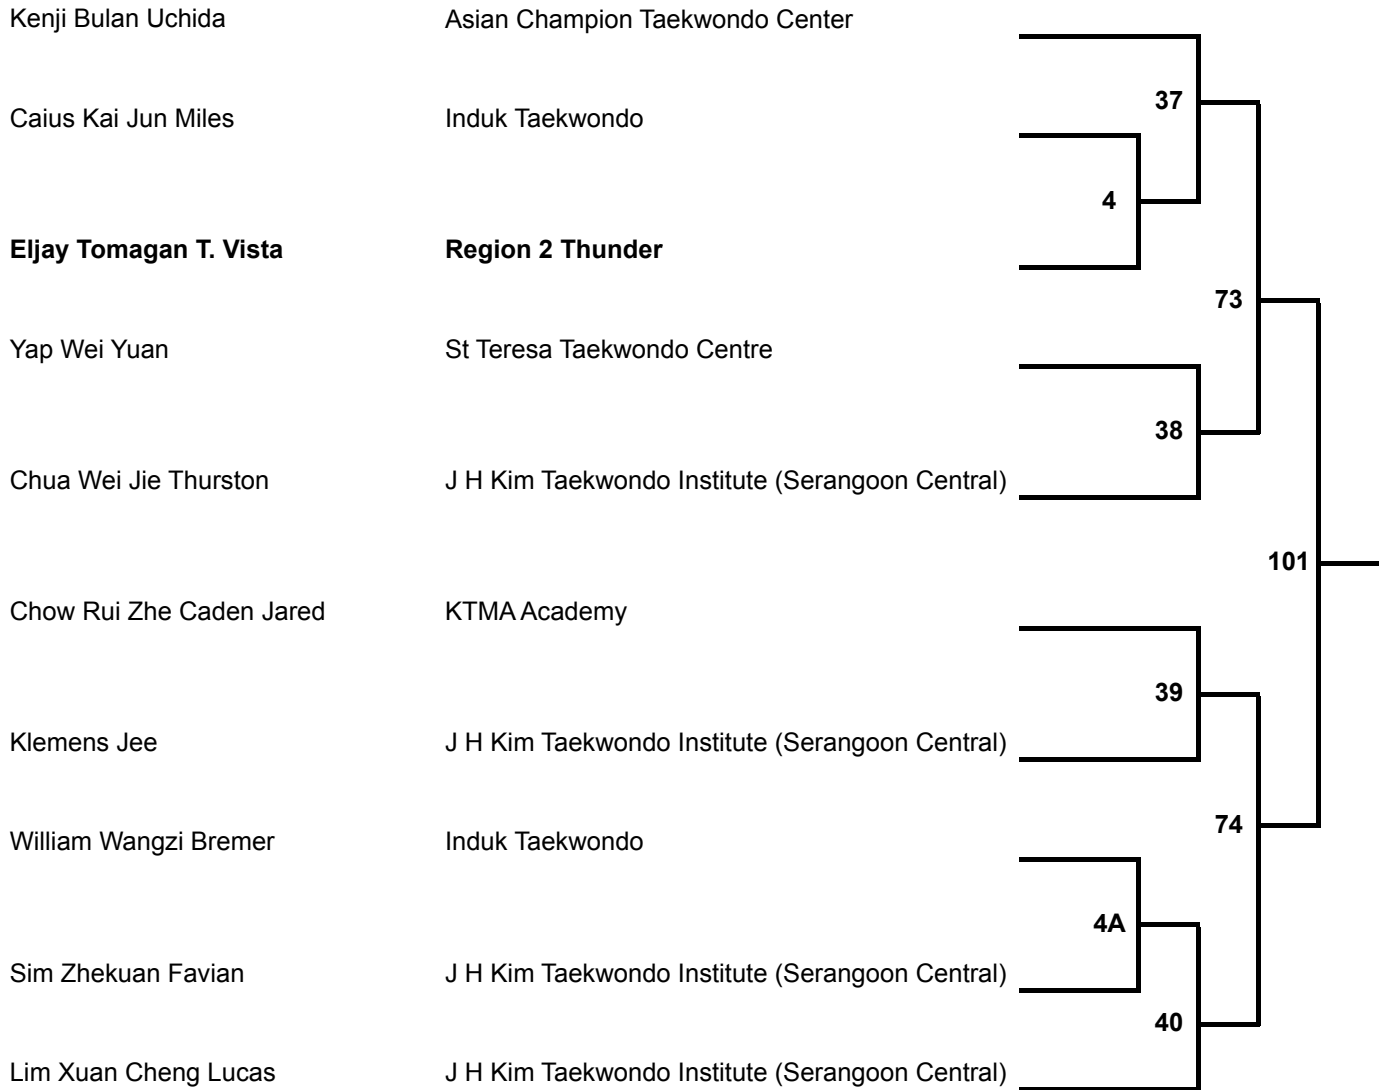 Kenji Bulan Uchida Asian Champion Taekwondo Center
37
Caius Kai Jun Miles Induk Taekwondo
4
Eljay Tomagan T. Vista Region 2 Thunder
73
Yap Wei Yuan St Teresa Taekwondo Centre
38
Chua Wei Jie Thurston J H Kim Taekwondo Institute (Serangoon Central)
101
Chow Rui Zhe Caden Jared KTMA Academy
39
Klemens Jee J H Kim Taekwondo Institute (Serangoon Central)
74
William Wangzi Bremer Induk Taekwondo
4A
Sim Zhekuan Favian J H Kim Taekwondo Institute (Serangoon Central)
40
Lim Xuan Cheng Lucas J H Kim Taekwondo Institute (Serangoon Central)